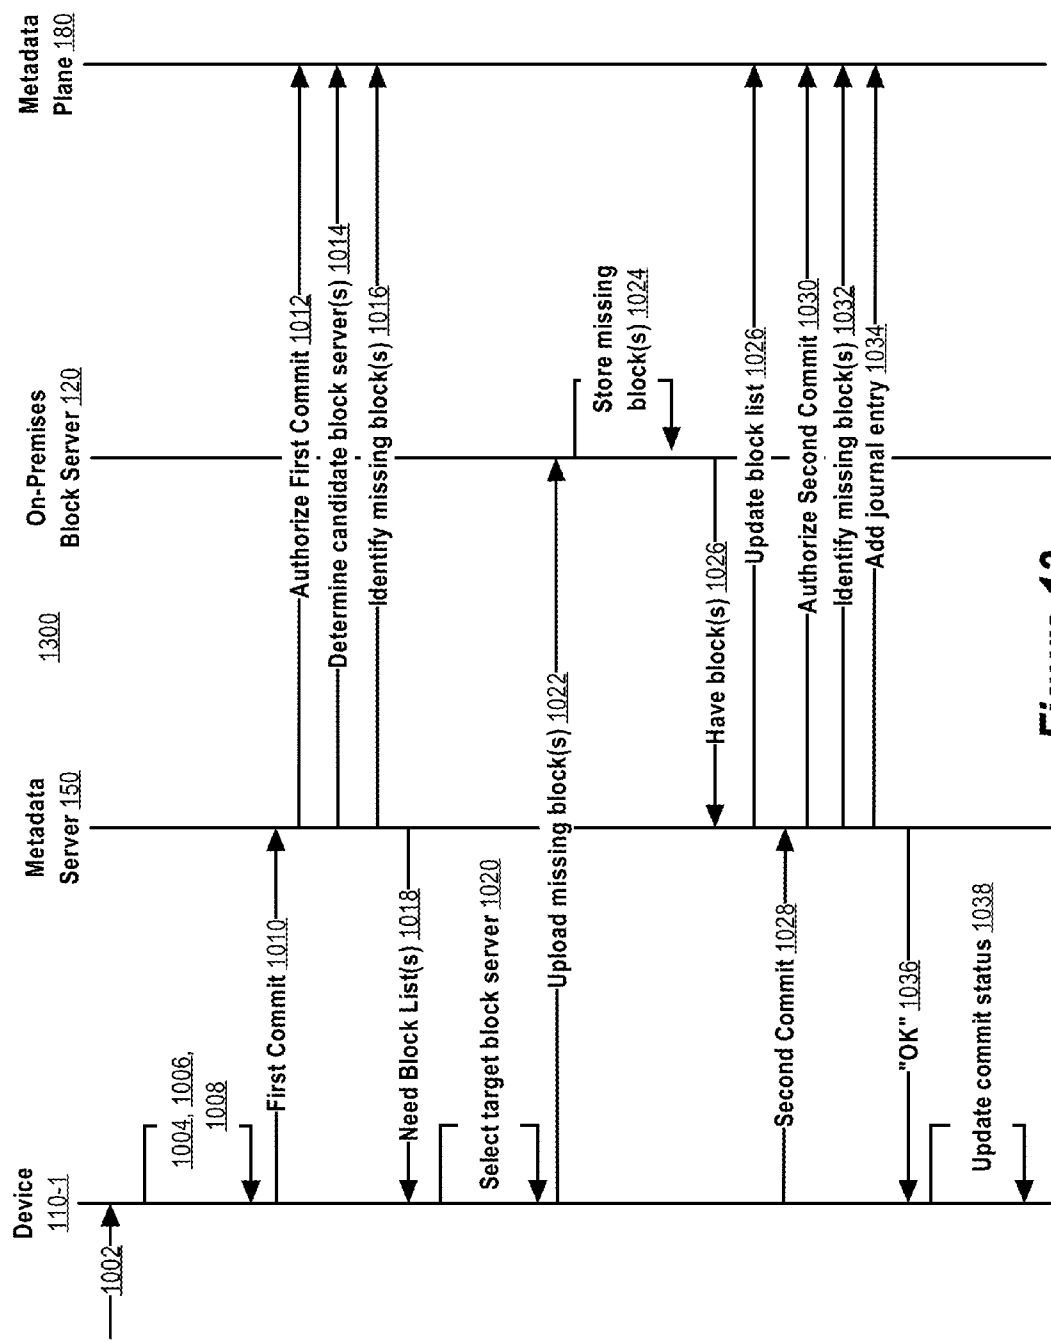 Device
110-1
Metadata
Server 150
1300
On-Premises
Block Server 120
Metadata
Plane 180
1002
1004, 1006,
1008
First Commit 1010
Authorize First Commit 1012
Determine candidate block server(s) 1014
Identify missing block(s) 1016
Need Block List(s) 1018
Select target block server 1020
Upload missing block(s) 1022
Store missing
block(s) 1024
Have block(s) 1026
Update block list 1026
Second Commit 1028
Authorize Second Commit 1030
Identify missing block(s) 1032
Add journal entry 1034
"OK" 1036
Update commit status 1038